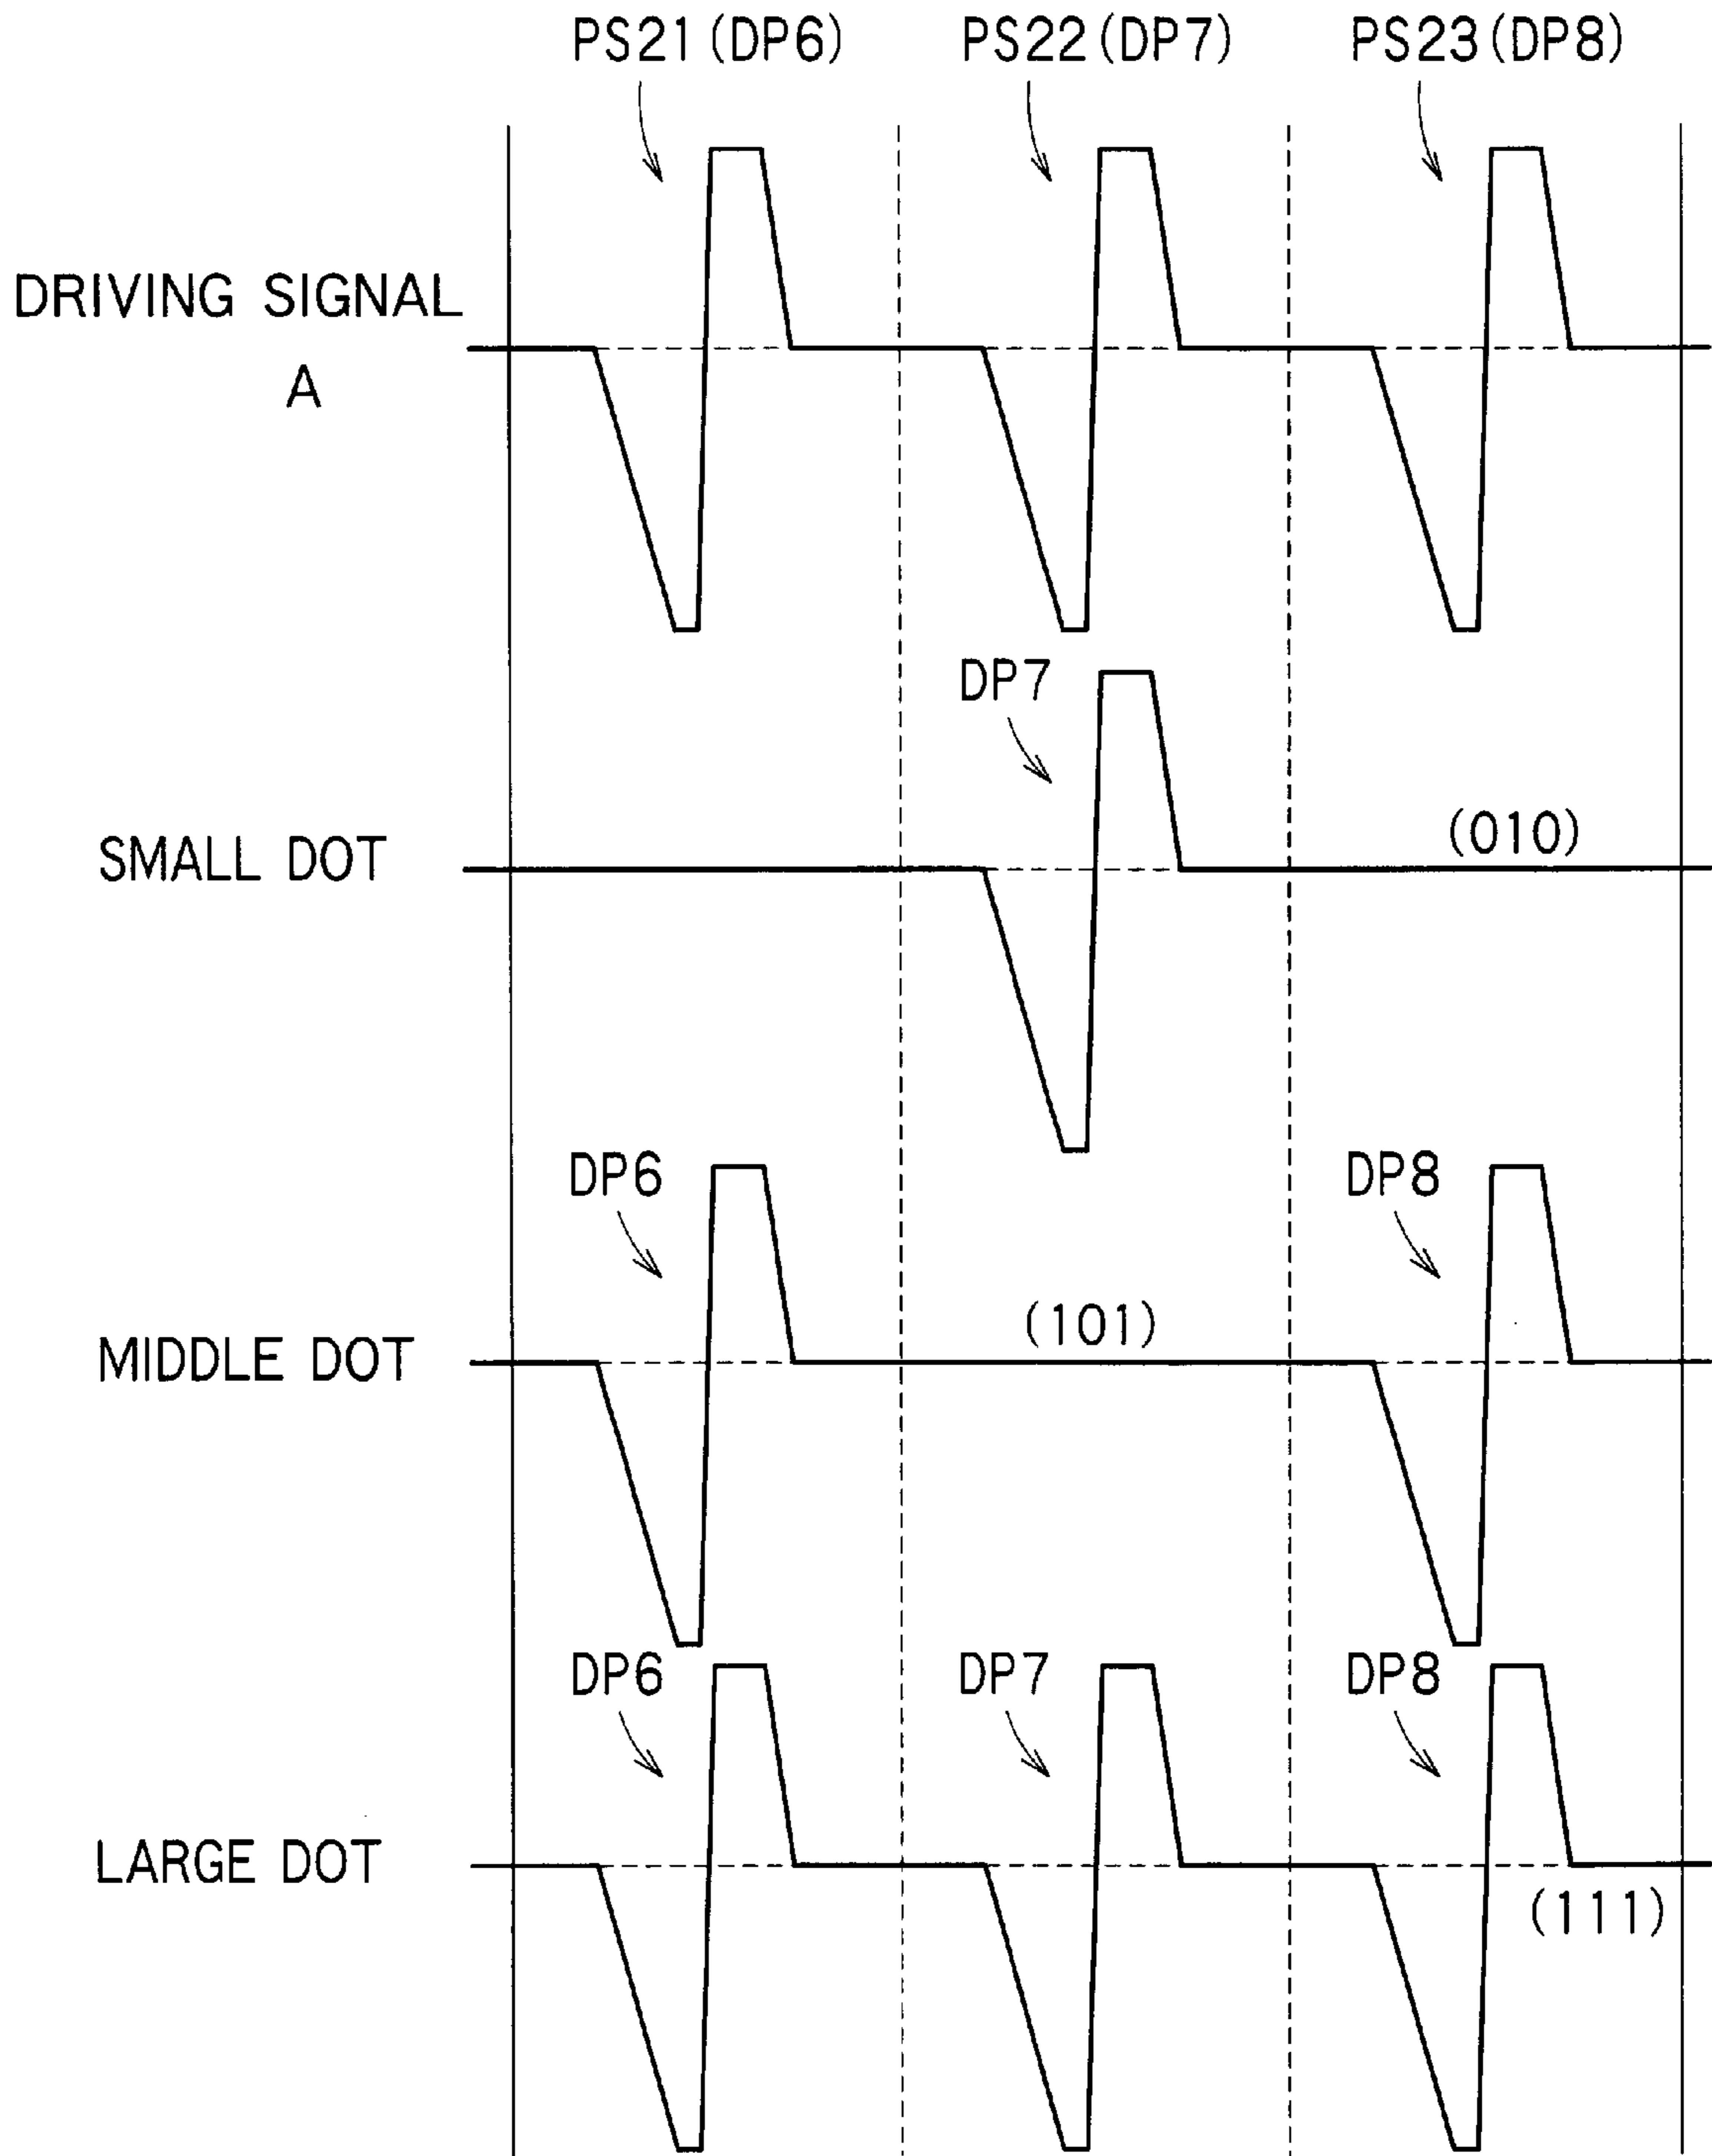 PS21(DP6) PS22(DP7) PS23(DP8)
DRIVING SIGNAL
A
DP7
SMALL DOT (010)
DP6 DP8
MIDDLE DOT (101)
DP6 DP7 DP8
LARGE DOT
(111)